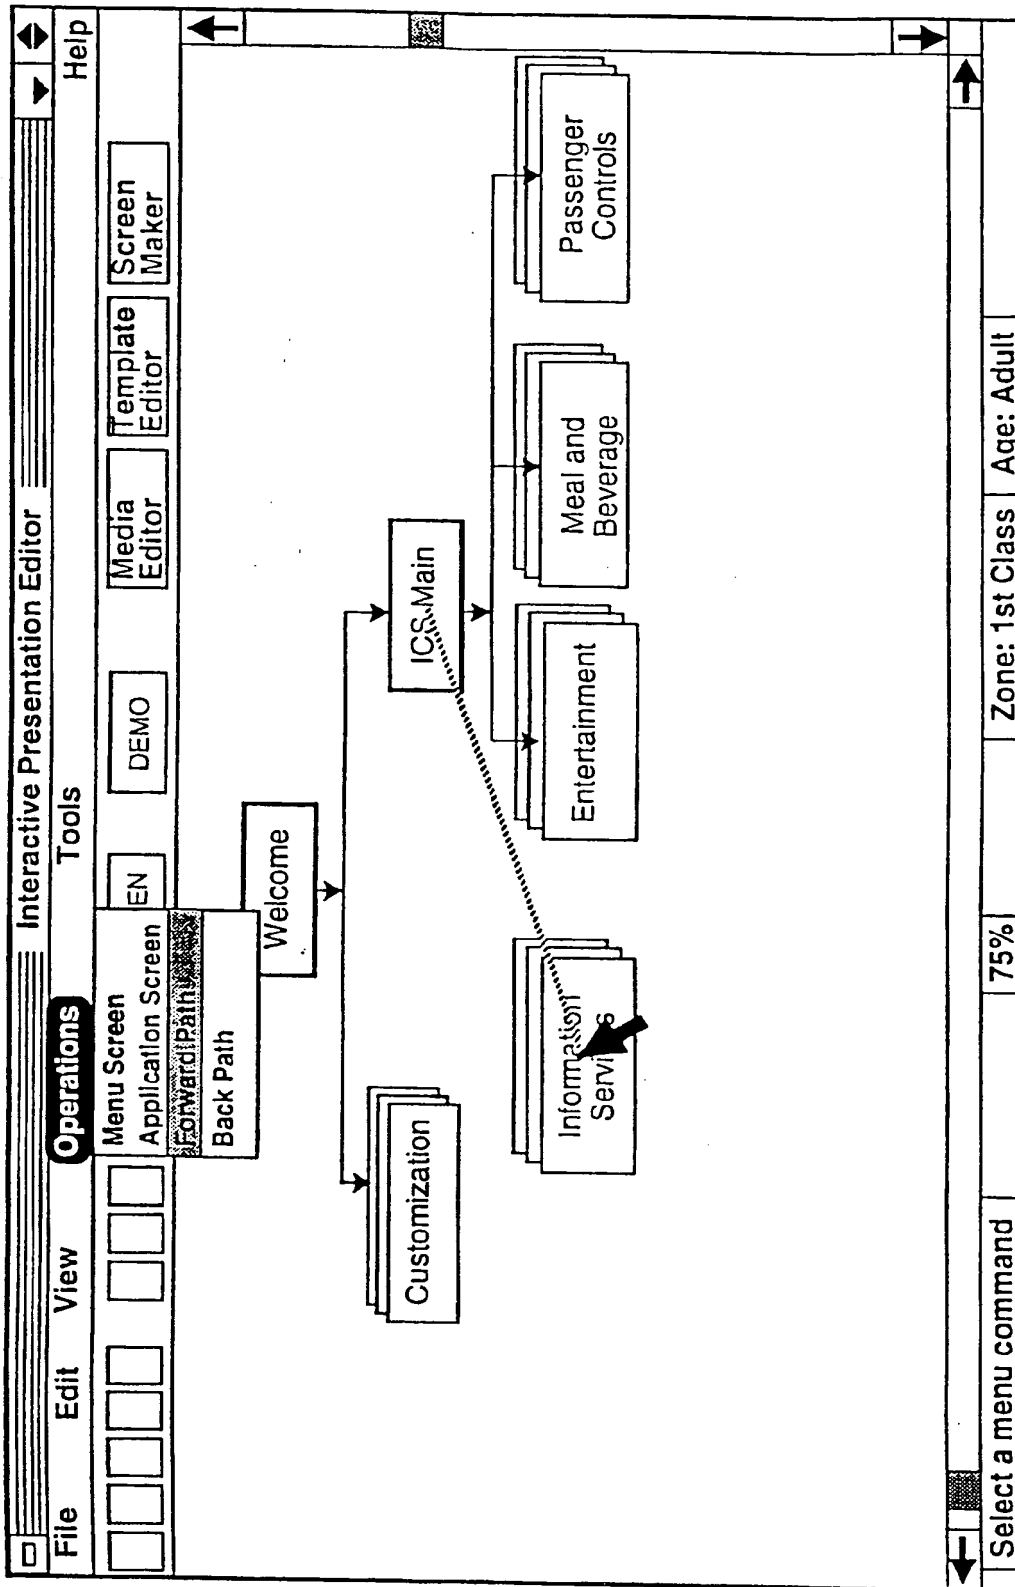 Interactive Presentation Editor
File Edit View Operations Tools Help
Menu Screen
Application Screen
Forward Path
Back Path
EN
DEMO
Media
Editor
Template
Editor
Screen
Maker
Welcome
Customization
ICS Main
Information
Services
Entertainment
Meal and
Beverage
Passenger
Controls
Select a menu command 75% Zone: 1st Class Age: Adult